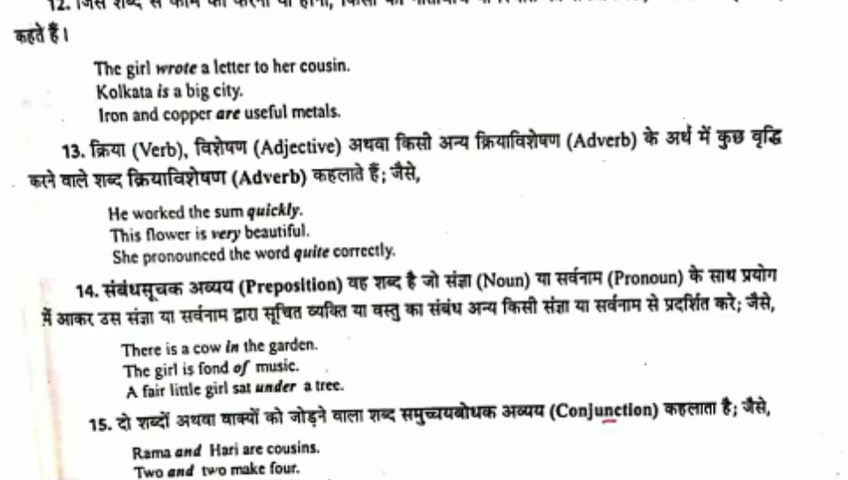 12. जिस शब्द से काम का करना या होना, किसी की
कहते हैं।
The girl wrote a letter to her cousin.
Kolkata is a big city.
Iron and copper are useful metals.
13. क्रिया (Verb), विशेषण (Adjective) अथवा किसी अन्य क्रियाविशेषण (Adverb) के अर्थ में कुछ वृद्धि
करने वाले शब्द क्रियाविशेषण (Adverb) कहलाते हैं; जैसे,
He worked the sum quickly.
This flower is very beautiful.
She pronounced the word quite correctly.
14. संबंधसूचक अव्यय (Preposition) वह शब्द है जो संज्ञा (Noun) या सर्वनाम (Pronoun) के साथ प्रयोग
में आकर उस संज्ञा या सर्वनाम द्वारा सूचित व्यक्ति या वस्तु का संबंध अन्य किसी संज्ञा या सर्वनाम से प्रदर्शित करे; जैसे,
There is a cow in the garden.
The girl is fond of music.
A fair little girl sat under a tree.
15. दो शब्दों अथवा वाक्यों को जोड़ने वाला शब्द समुच्चयबोधक अव्यय (Conjunction) कहलाता है; जैसे,
Rama and Hari are cousins.
Two and two make four.